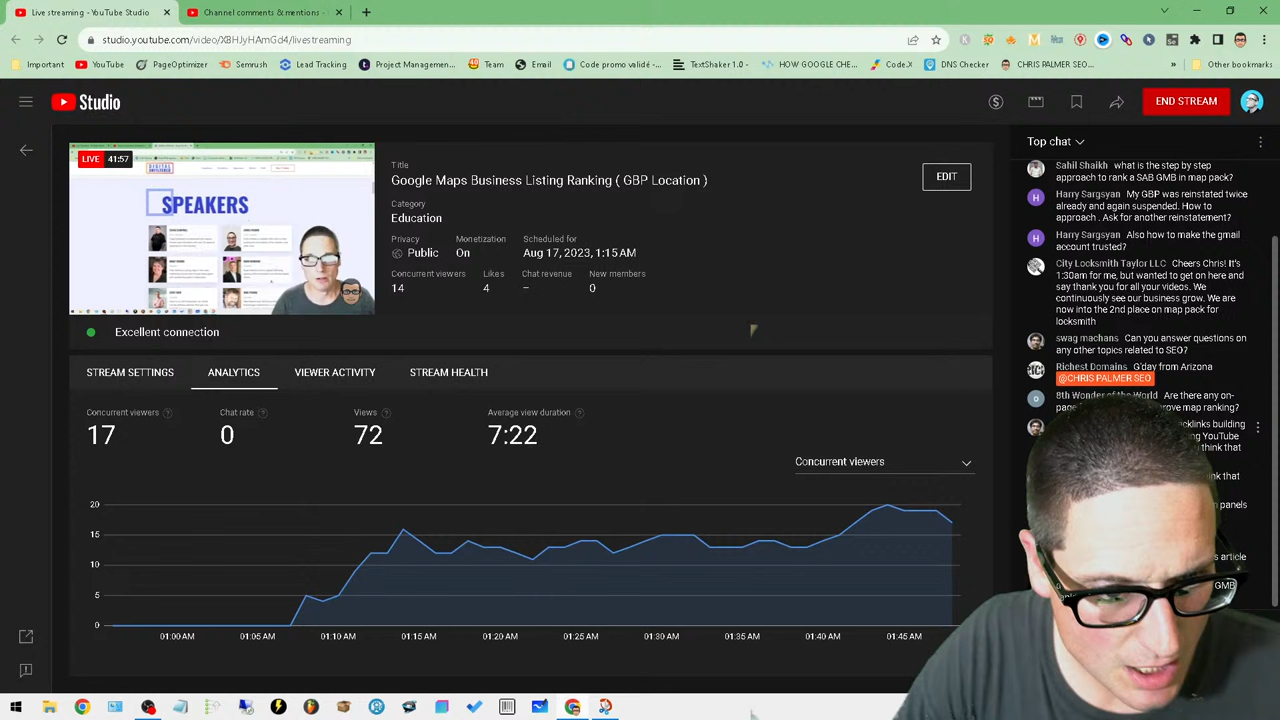 Live streaming - YouTube Studio
Channel comments & mentions -
studio.youtube.com/video/X8HJyHAmGd4/livestreaming
Important
YouTube
PageOptimizer
Semrush
Lead Tracking
Project Management...
Team
Email
Code promo validé -...
TextShaker 1.0 -
HOW GOOGLE CHE...
Code.X
DNS Checker
CHRIS PALMER SEO...
Other bookmarks
Studio
END STREAM
LIVE 41:57
SPEAKERS
Title
Google Maps Business Listing Ranking ( GBP Location )
EDIT
Category
Education
Privacy
Monetization
Scheduled for
Public
On
Aug 17, 2023, 1:15 AM
Concurrent viewers
Likes
Chat revenue
New members
14
4
–
0
Excellent connection
STREAM SETTINGS
ANALYTICS
VIEWER ACTIVITY
STREAM HEALTH
Concurrent viewers
Chat rate
Views
Average view duration
17
0
72
7:22
Concurrent viewers
20
15
10
5
0
01:00 AM
01:05 AM
01:10 AM
01:15 AM
01:20 AM
01:25 AM
01:30 AM
01:35 AM
01:40 AM
01:45 AM
Top chat
Sahil Shaikh what is the step by step
approach to rank a SAB GMB in map pack?
Harry Sargsyan My GBP was reinstated twice
already and again suspended. How to
approach . Ask for another reinstatement?
Harry Sargsyan Also how to make the gmail
account trusted?
City Locksmith Taylor LLC Cheers Chris! It's
1:30am for me, but wanted to get on here and
say thank you for all your videos. We
continuously see our business grow. We are
now into the 2nd place on map pack for
locksmith
swag machans Can you answer questions on
any other topics related to SEO?
Richest Domains G'day from Arizona
@CHRIS PALMER SEO
8th Wonder of the World Are there any on-
page
map ranking?
backlinks building
YouTube
think that
that
panels
article
GMB